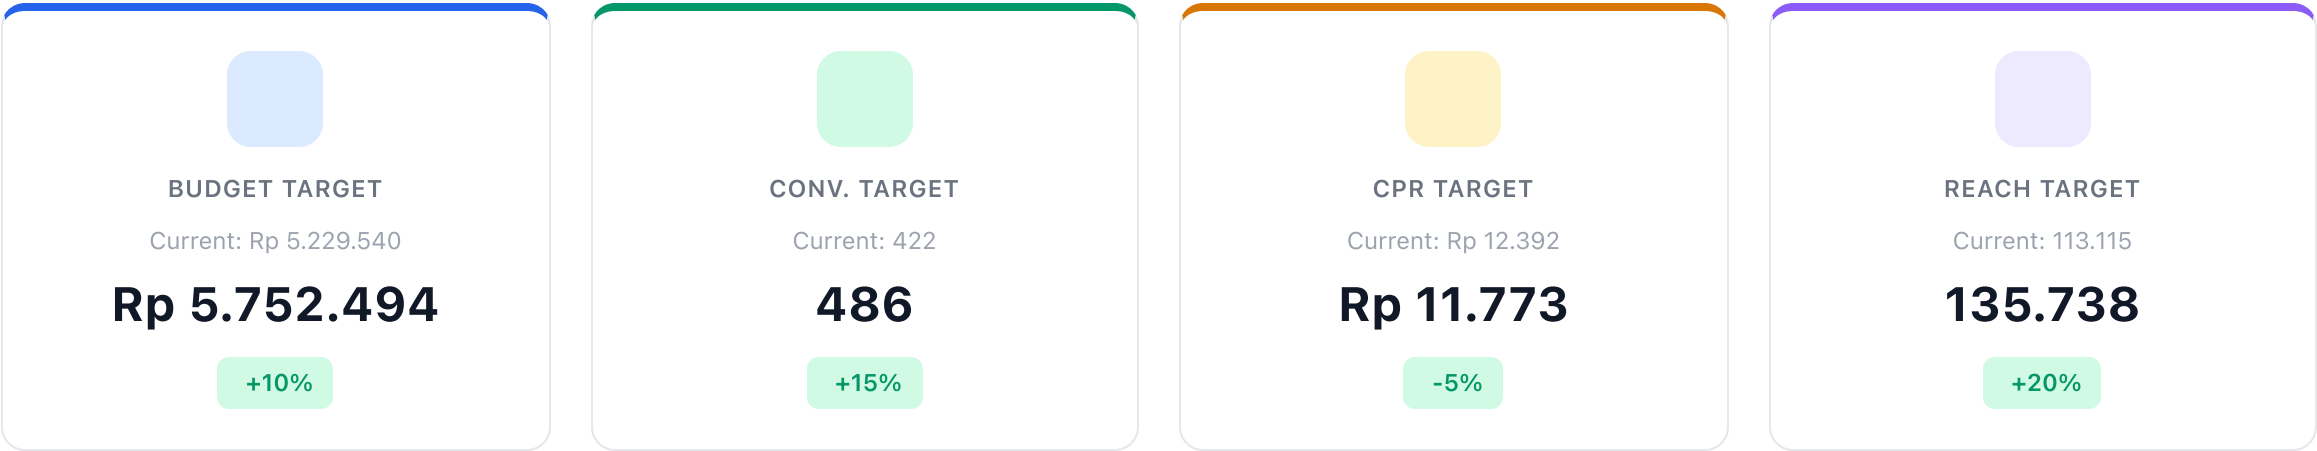 BUDGET TARGET
Current: Rp 5.229.540
Rp 5.752.494
+10%
CONV. TARGET
Current: 422
486
+15%
CPR TARGET
Current: Rp 12.392
Rp 11.773
-5%
REACH TARGET
Current: 113.115
135.738
+20%